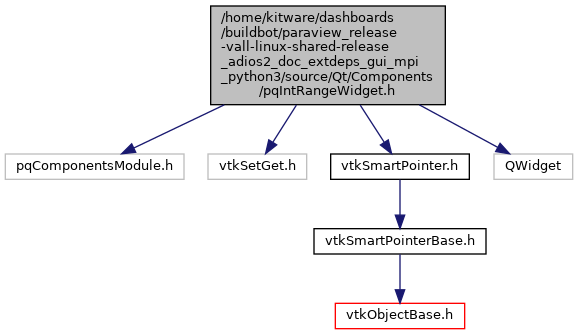 /home/kitware/dashboards
/buildbot/paraview_release
-vall-linux-shared-release
_adios2_doc_extdeps_gui_mpi
_python3/source/Qt/Components
/pqIntRangeWidget.h
pqComponentsModule.h
vtkSetGet.h
vtkSmartPointer.h
QWidget
vtkSmartPointerBase.h
vtkObjectBase.h